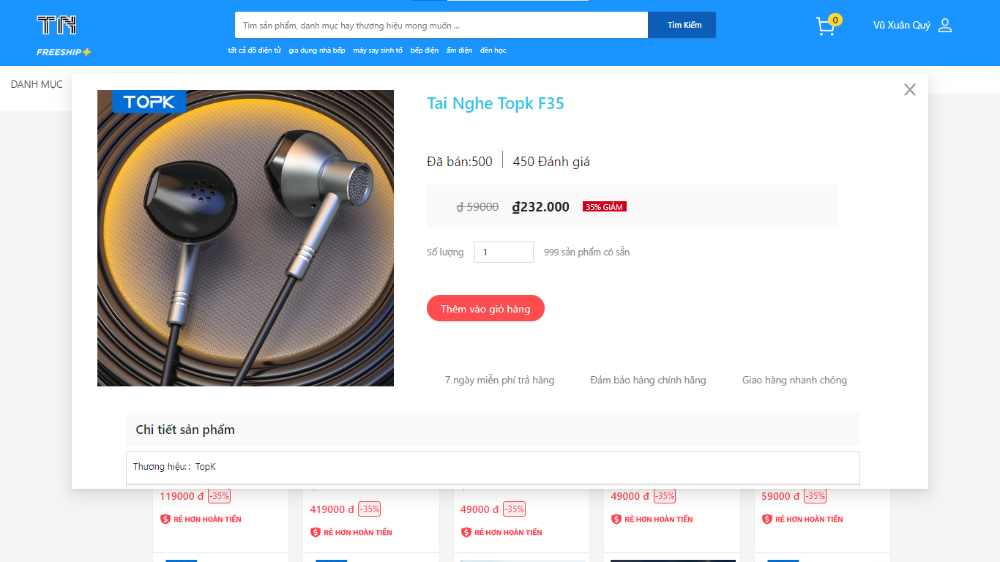 TN
Tìm sản phẩm, danh mục hay thương hiệu mong muốn ...
Tìm Kiếm
0
Vũ Xuân Quý
FREESHIP+
tất cả đồ điện tử gia dụng nhà bếp máy say sinh tố bếp điện ấm điện đèn học
DANH MỤC
TOPK
Tai Nghe Topk F35
Đã bán:500 450 Đánh giá
₫ 59000 ₫232.000 35% GIẢM
Số lượng 1 999 sản phẩm có sẵn
Thêm vào giỏ hàng
7 ngày miễn phí trả hàng Đảm bảo hàng chính hãng Giao hàng nhanh chóng
Chi tiết sản phẩm
Thương hiệu:: TopK
119000 đ -35%
RẺ HƠN HOÀN TIỀN
419000 đ -35%
RẺ HƠN HOÀN TIỀN
49000 đ -35%
RẺ HƠN HOÀN TIỀN
49000 đ -35%
RẺ HƠN HOÀN TIỀN
59000 đ -35%
RẺ HƠN HOÀN TIỀN